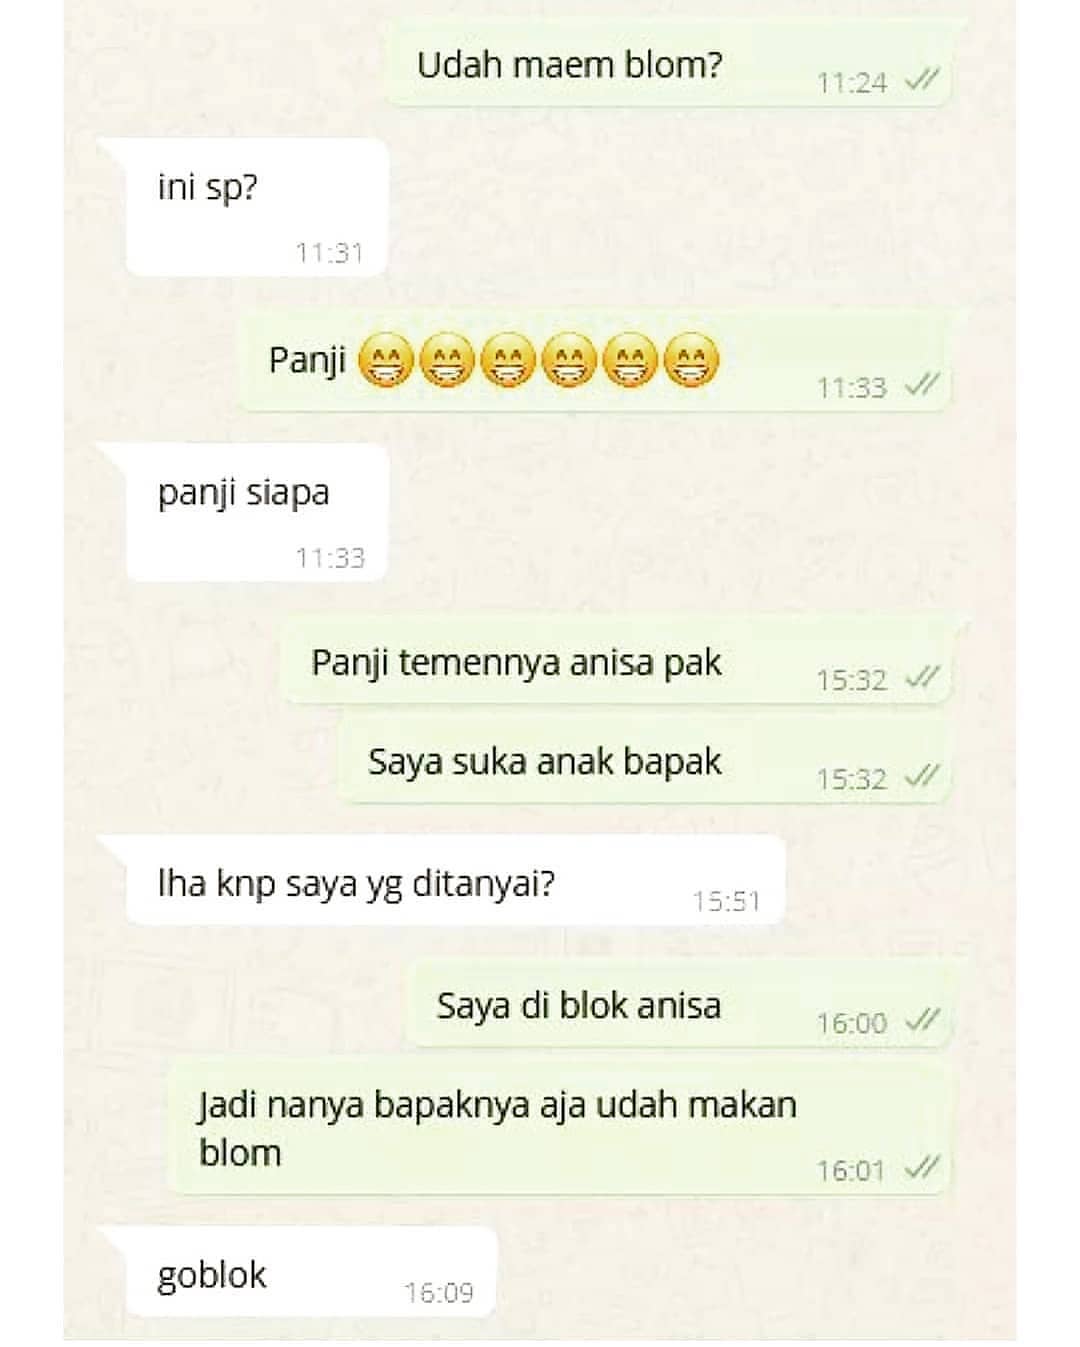 Udah maem blom?
11:24
ini sp?
11:31
Panji 😁😁😁😁😁😁
11:33
panji siapa
11:33
Panji temennya anisa pak
15:32
Saya suka anak bapak
15:32
lha knp saya yg ditanyai?
15:51
Saya di blok anisa
16:00
Jadi nanya bapaknya aja udah makan
blom
16:01
goblok
16:09